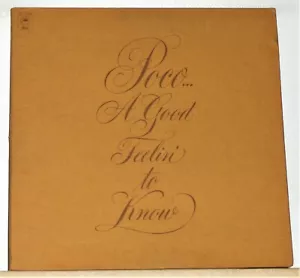 Poco...
A Good
Feelin'
to
Know